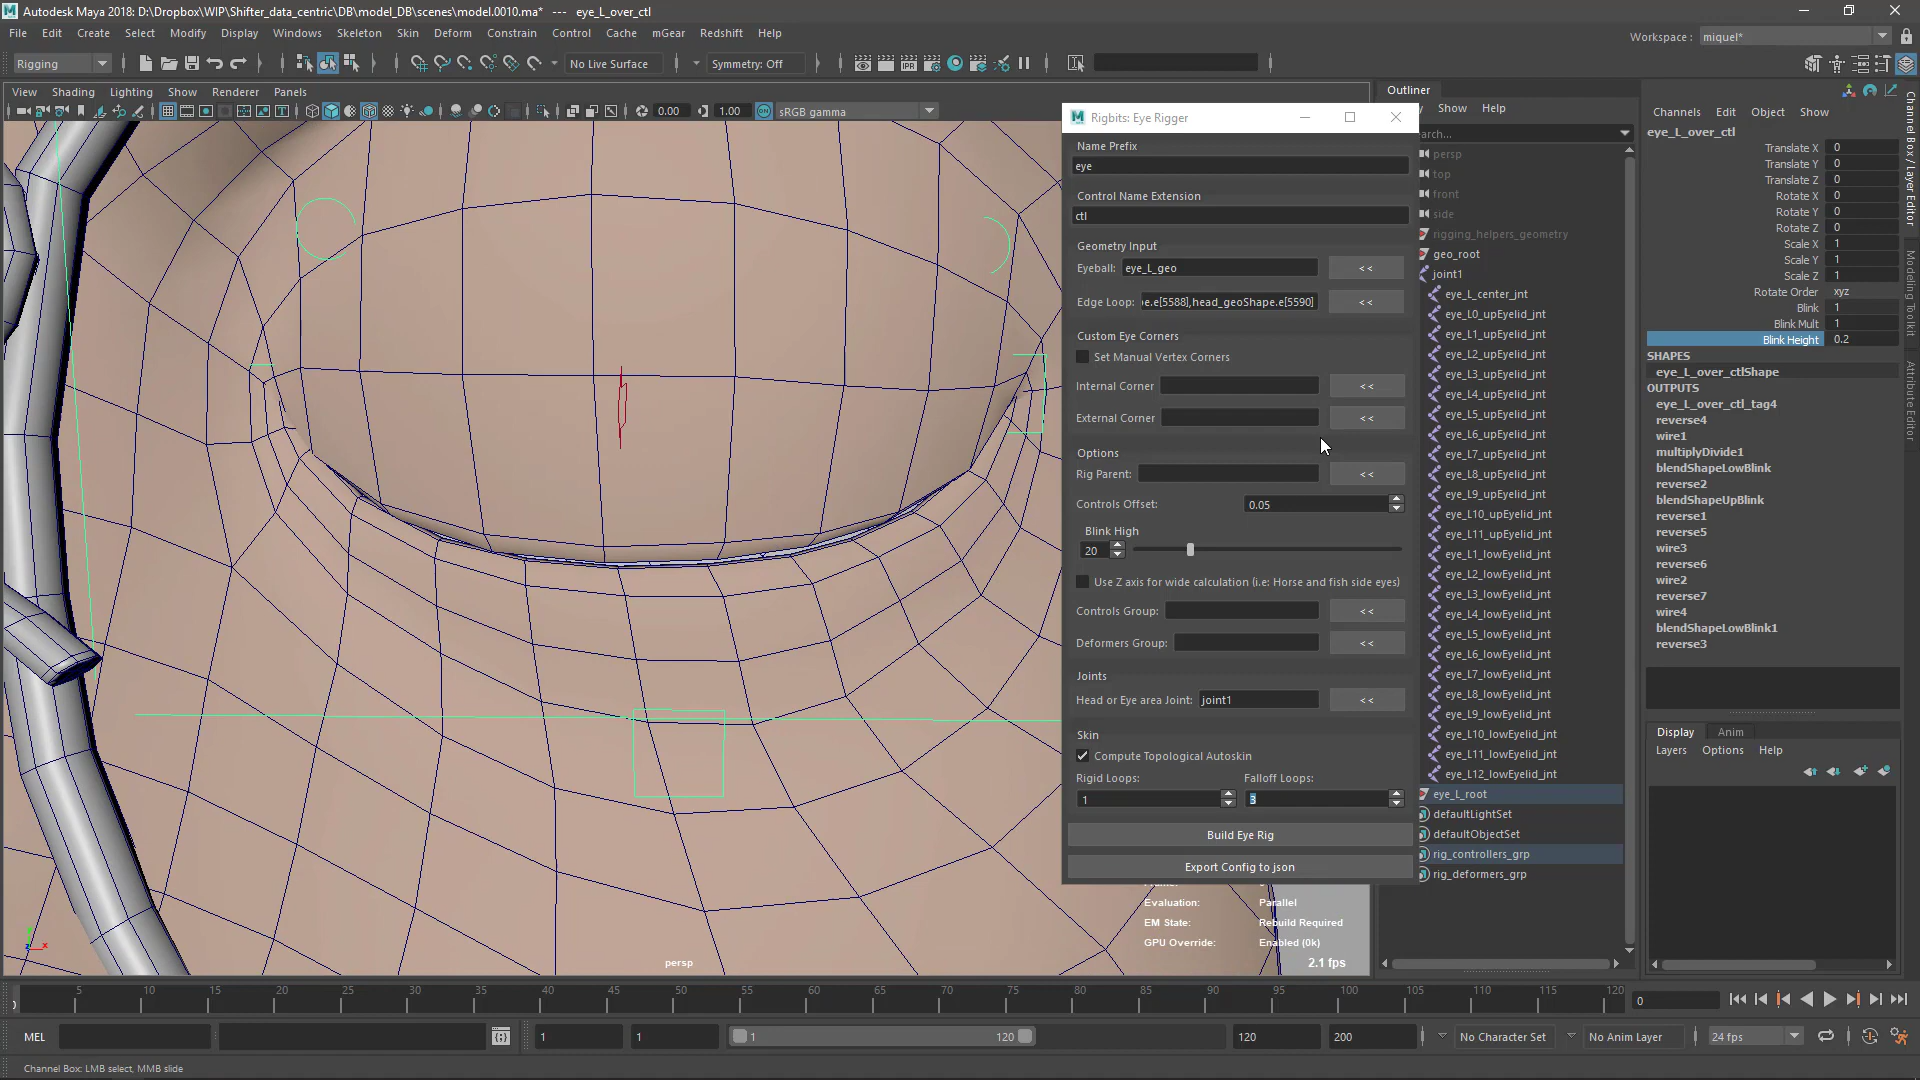 Autodesk Maya 2018: D:\Dropbox\WIP\Shifter_data_centric\DB\model_DB\scenes\model.0010.ma*  ---  eye_L_over_ctl
File Edit Create Select Modify Display Windows Skeleton Skin Deform Constrain Control Cache mGear Redshift Help
Workspace : miquel*
Rigging
No Live Surface
Symmetry: Off
View Shading Lighting Show Renderer Panels
0.00
1.00
sRGB gamma
Rigbits: Eye Rigger
Name Prefix
eye
Control Name Extension
ctl
Geometry Input
Eyeball: eye_L_geo <<
Edge Loop: e.e[5588],head_geoShape.e[5590] <<
Custom Eye Corners
Set Manual Vertex Corners
Internal Corner <<
External Corner <<
Options
Rig Parent: <<
Controls Offset: 0.05
Blink High
20
Use Z axis for wide calculation (i.e: Horse and fish side eyes)
Controls Group: <<
Deformers Group: <<
Joints
Head or Eye area Joint: joint1 <<
Skin
Compute Topological Autoskin
Rigid Loops: Falloff Loops:
1 3
Build Eye Rig
Export Config to json
Evaluation: Parallel
EM State: Rebuild Required
GPU Override: Enabled (0k)
2.1 fps
persp
Outliner
Show Help
arch...
persp
top
front
side
rigging_helpers_geometry
geo_root
joint1
eye_L_center_jnt
eye_L0_upEyelid_jnt
eye_L1_upEyelid_jnt
eye_L2_upEyelid_jnt
eye_L3_upEyelid_jnt
eye_L4_upEyelid_jnt
eye_L5_upEyelid_jnt
eye_L6_upEyelid_jnt
eye_L7_upEyelid_jnt
eye_L8_upEyelid_jnt
eye_L9_upEyelid_jnt
eye_L10_upEyelid_jnt
eye_L11_upEyelid_jnt
eye_L1_lowEyelid_jnt
eye_L2_lowEyelid_jnt
eye_L3_lowEyelid_jnt
eye_L4_lowEyelid_jnt
eye_L5_lowEyelid_jnt
eye_L6_lowEyelid_jnt
eye_L7_lowEyelid_jnt
eye_L8_lowEyelid_jnt
eye_L9_lowEyelid_jnt
eye_L10_lowEyelid_jnt
eye_L11_lowEyelid_jnt
eye_L12_lowEyelid_jnt
eye_L_root
defaultLightSet
defaultObjectSet
rig_controllers_grp
rig_deformers_grp
Channels Edit Object Show
eye_L_over_ctl
Translate X 0
Translate Y 0
Translate Z 0
Rotate X 0
Rotate Y 0
Rotate Z 0
Scale X 1
Scale Y 1
Scale Z 1
Rotate Order xyz
Blink 1
Blink Mult 1
Blink Height 0.2
SHAPES
eye_L_over_ctlShape
OUTPUTS
eye_L_over_ctl_tag4
reverse4
wire1
multiplyDivide1
blendShapeLowBlink
reverse2
blendShapeUpBlink
reverse1
reverse5
wire3
reverse6
wire2
reverse7
wire4
blendShapeLowBlink1
reverse3
Display Anim
Layers Options Help
Channel Box / Layer Editor
Modeling Toolkit
Attribute Editor
5 10 15 20 25 30 35 40 45 50 55 60 65 70 75 80 85 90 95 100 105 110 115 120
0
MEL
1
1
1
120
120
200
No Character Set
No Anim Layer
24 fps
Channel Box: LMB select, MMB slide